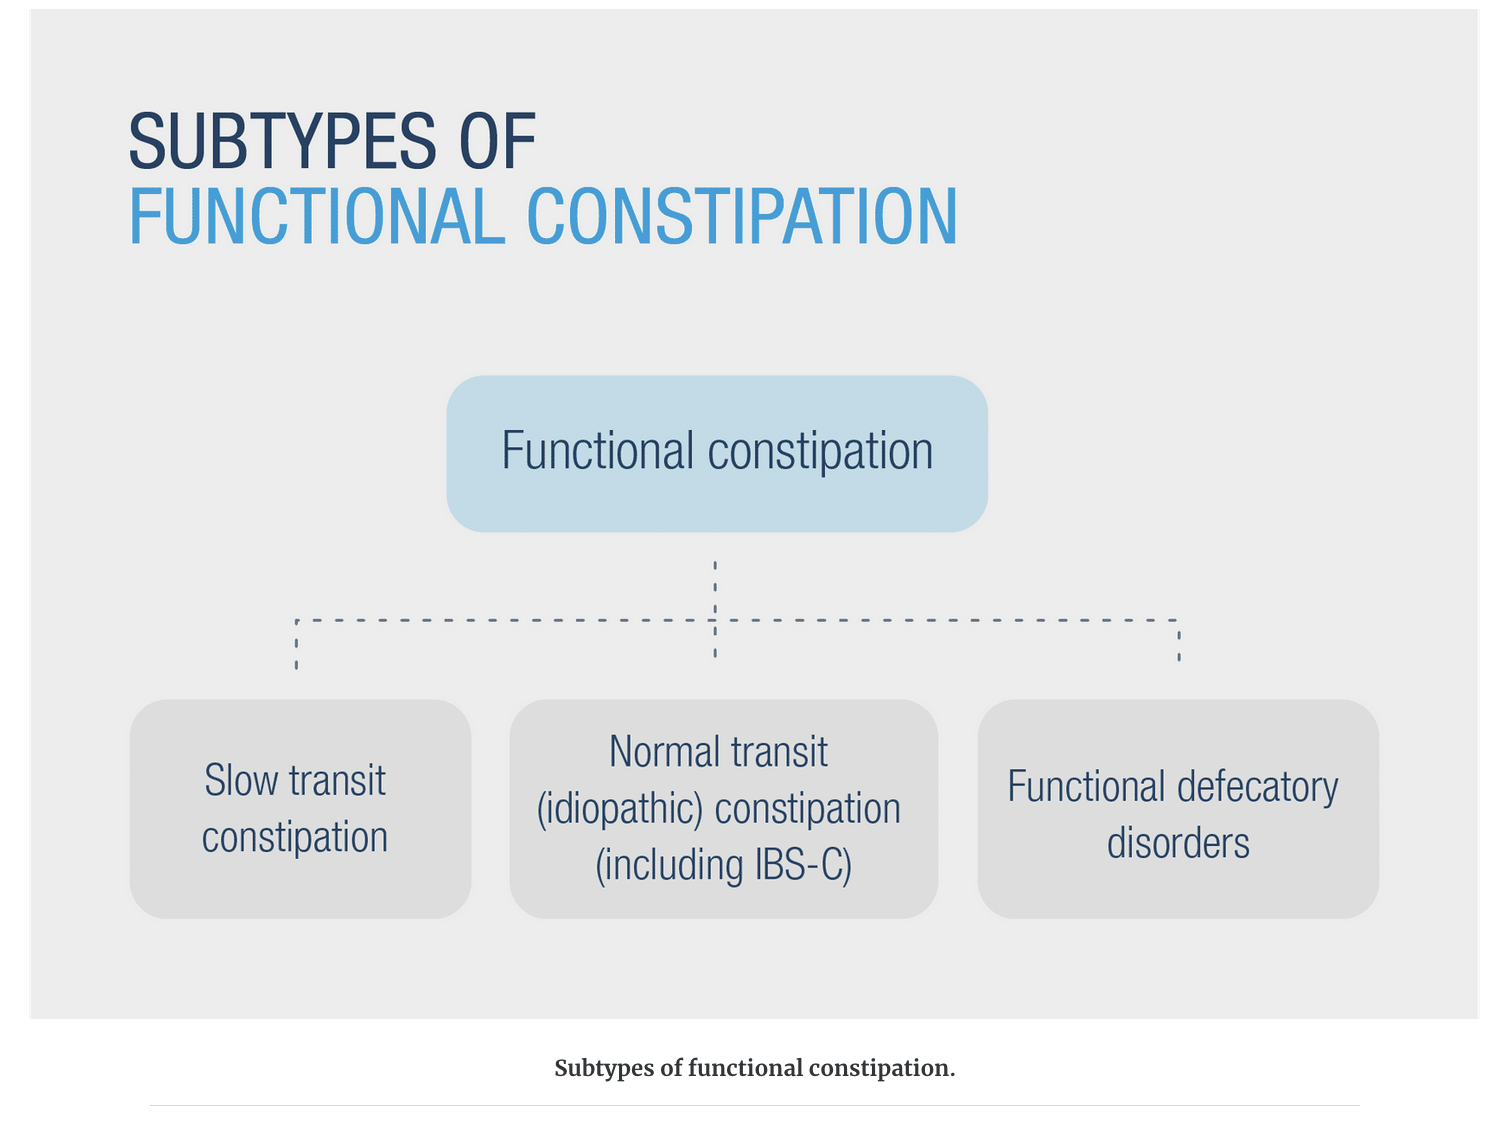 SUBTYPES OF
FUNCTIONAL CONSTIPATION
Functional constipation
Slow transit
constipation
Normal transit
(idiopathic) constipation
(including IBS-C)
Functional defecatory
disorders
Subtypes of functional constipation.